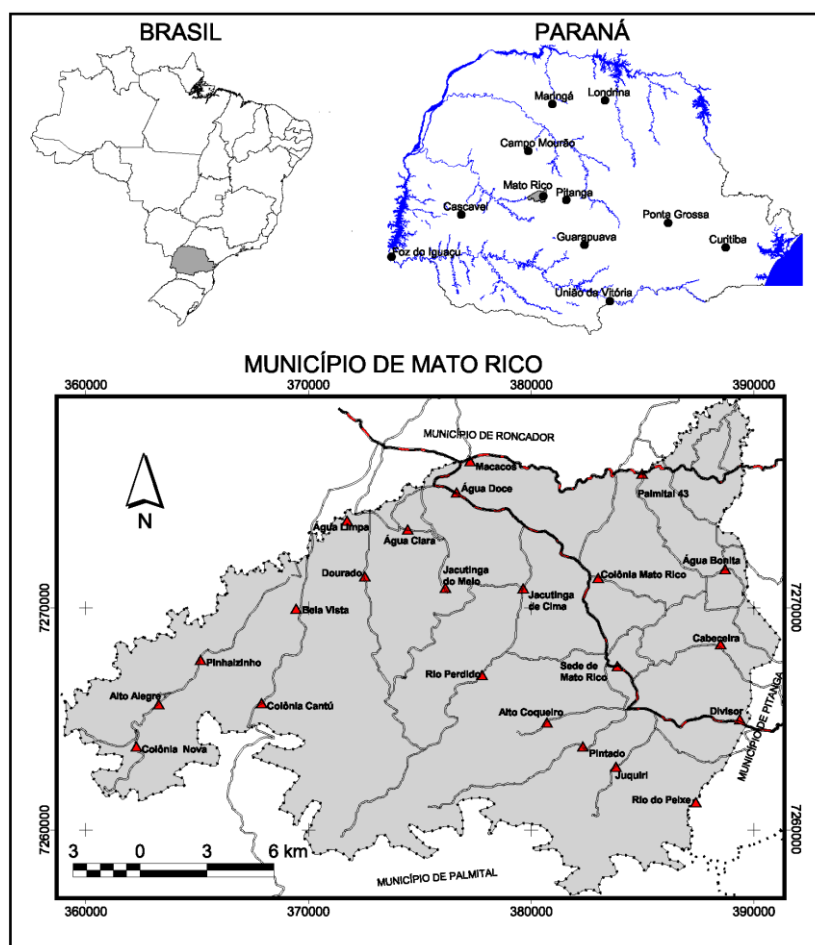 BRASIL
PARANÁ
Maringá
Londrina
Campo Mourão
Mato Rico
Pitanga
Cascavel
Ponta Grossa
Guarapuava
Curitiba
Foz do Iguaçu
União da Vitória
MUNICÍPIO DE MATO RICO
360000
370000
380000
390000
MUNICÍPIO DE RONCADOR
Macacos
Palmital 43
Água Doce
N
Água Limpa
Água Clara
Dourado
Jacutinga
do Meio
Colônia Mato Rico
Água Bonita
Jacutinga
de Cima
7270000
7270000
Bela Vista
Cabeceira
Pinhalzinho
Rio Perdido
Sede de
Mato Rico
Alto Alegre
Colônia Cantú
Alto Coqueiro
Divisor
MUNICÍPIO DE PITANGA
Colônia Nova
Pintado
Juquiri
Rio do Peixe
7260000
7260000
3 0 3 6 km
MUNICÍPIO DE PALMITAL
360000
370000
380000
390000